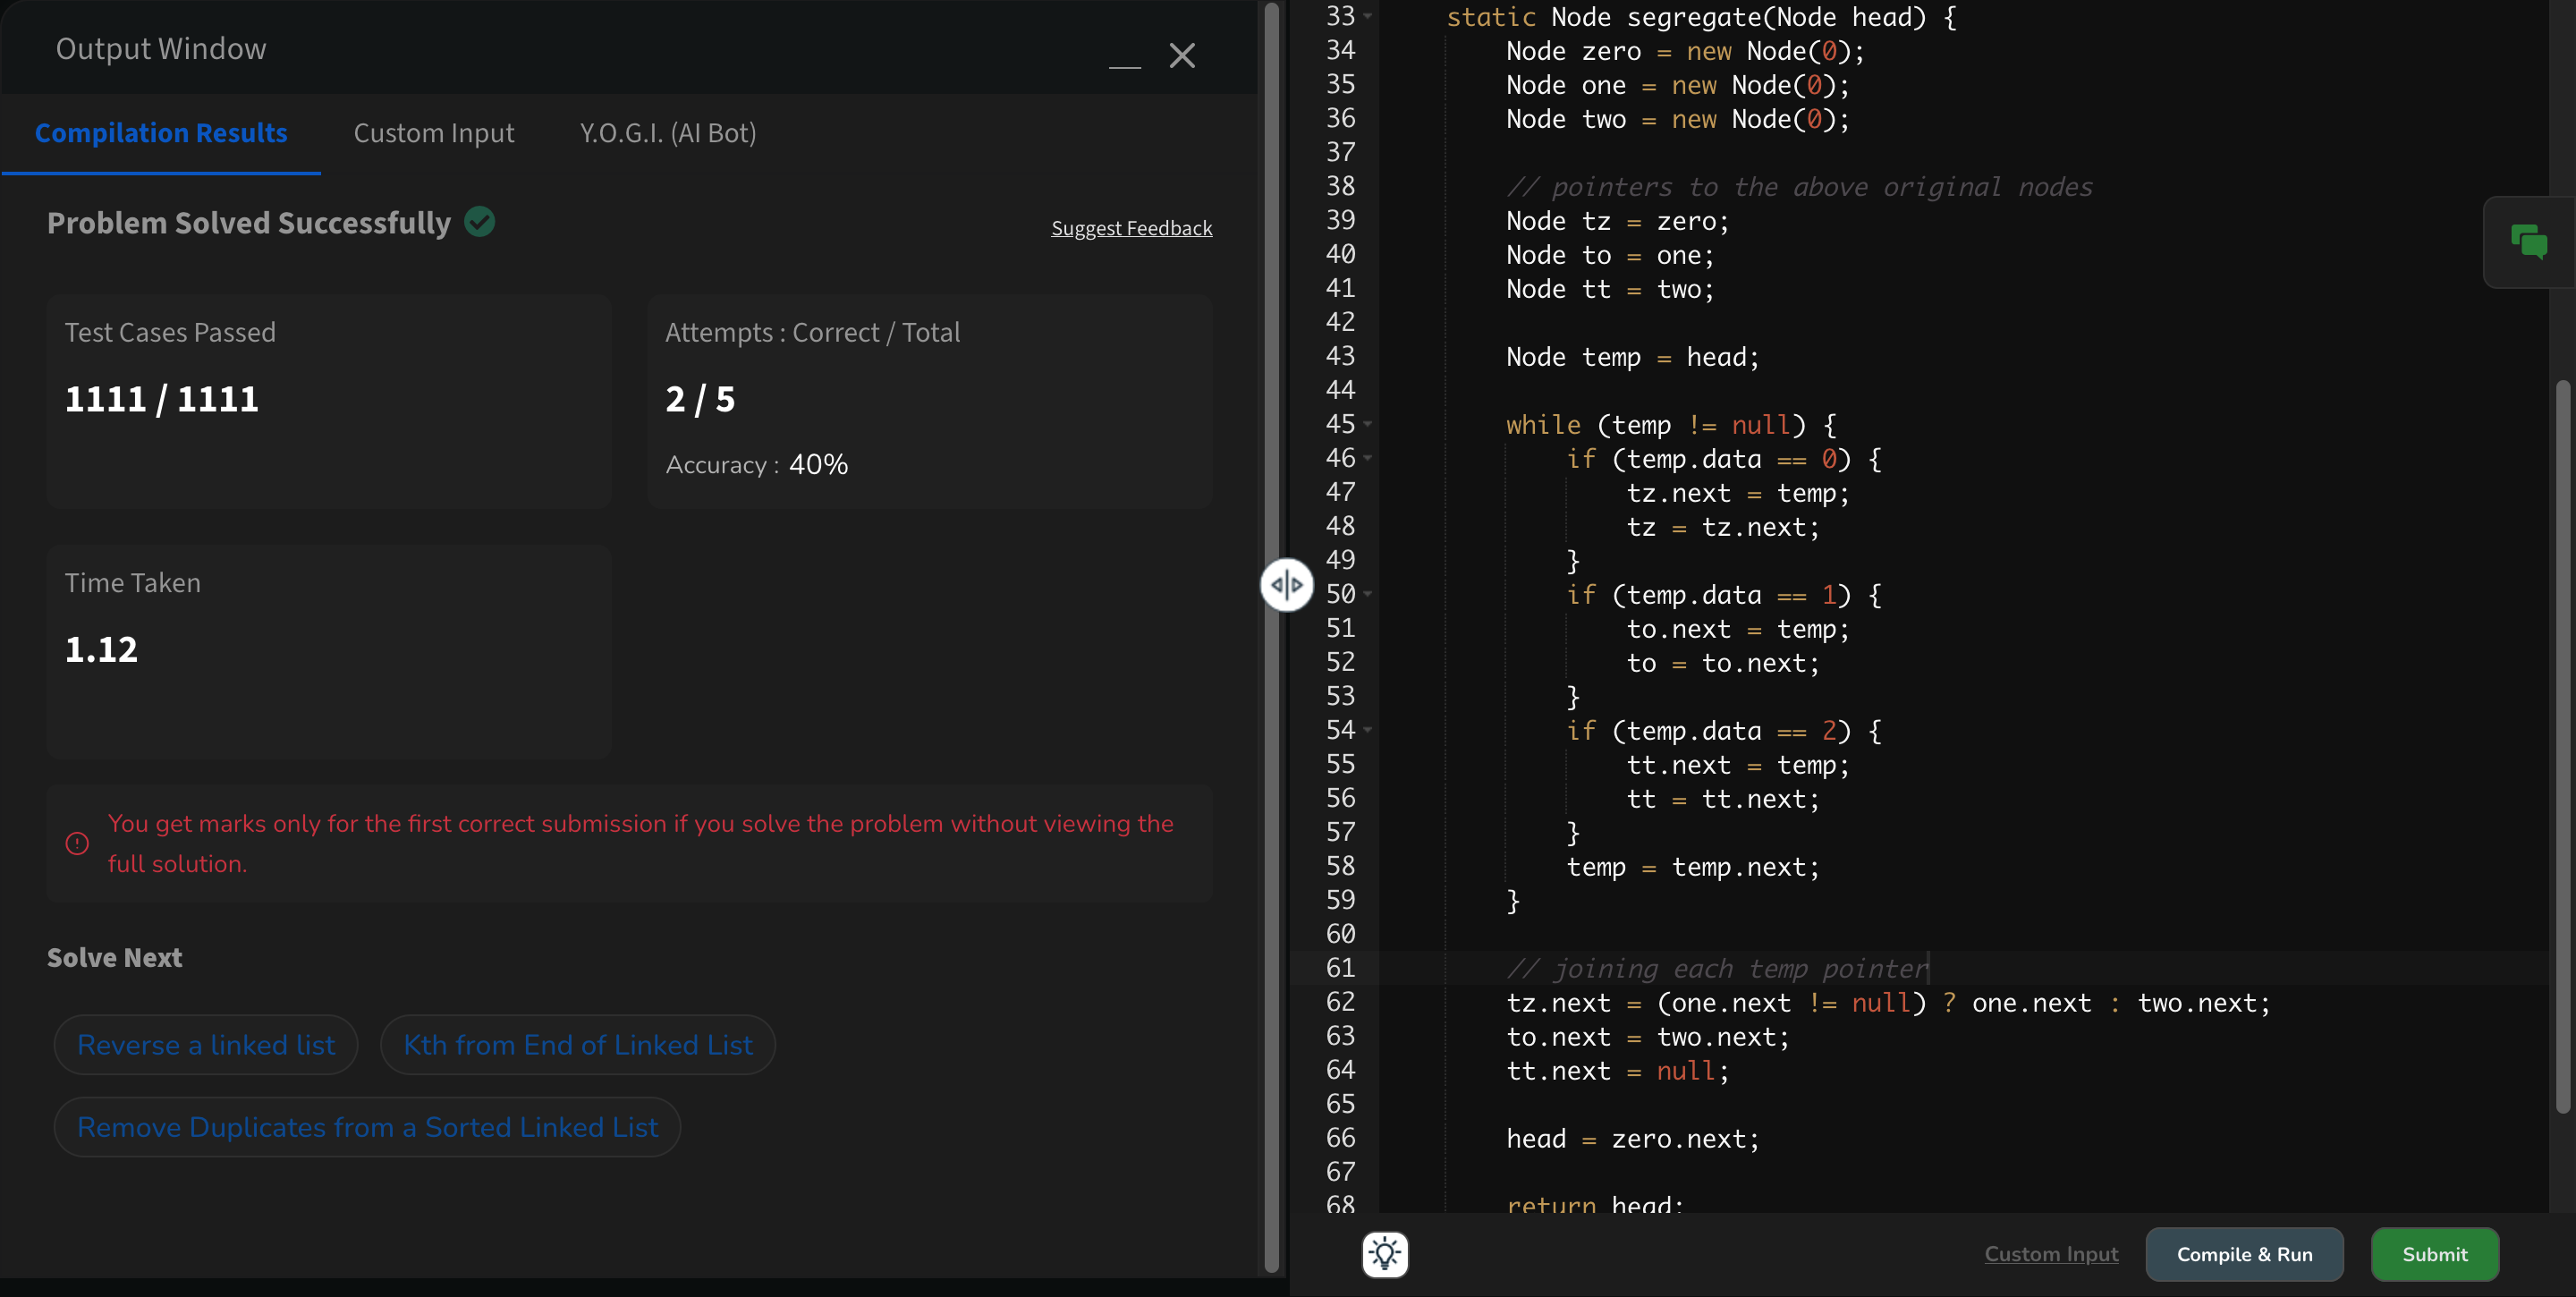 Output Window
Compilation Results
Custom Input
Y.O.G.I. (AI Bot)
Problem Solved Successfully
Suggest Feedback
Test Cases Passed
1111 / 1111
Attempts : Correct / Total
2 / 5
Accuracy : 40%
Time Taken
1.12
You get marks only for the first correct submission if you solve the problem without viewing the
full solution.
Solve Next
Reverse a linked list
Kth from End of Linked List
Remove Duplicates from a Sorted Linked List
33 static Node segregate(Node head) {
34 Node zero = new Node(0);
35 Node one = new Node(0);
36 Node two = new Node(0);
37
38 // pointers to the above original nodes
39 Node tz = zero;
40 Node to = one;
41 Node tt = two;
42
43 Node temp = head;
44
45 while (temp != null) {
46 if (temp.data == 0) {
47 tz.next = temp;
48 tz = tz.next;
49 }
50 if (temp.data == 1) {
51 to.next = temp;
52 to = to.next;
53 }
54 if (temp.data == 2) {
55 tt.next = temp;
56 tt = tt.next;
57 }
58 temp = temp.next;
59 }
60
61 // joining each temp pointer
62 tz.next = (one.next != null) ? one.next : two.next;
63 to.next = two.next;
64 tt.next = null;
65
66 head = zero.next;
67
68 return head;
Custom Input
Compile & Run
Submit